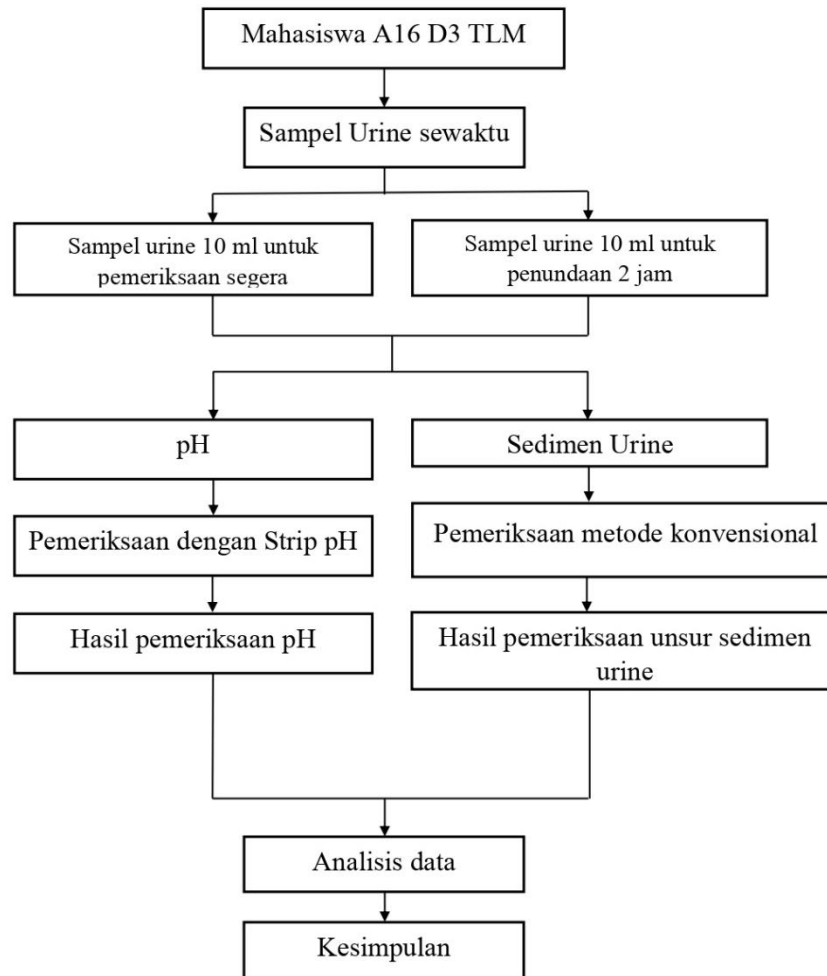 Mahasiswa A16 D3 TLM
Sampel Urine sewaktu
Sampel urine 10 ml untuk
pemeriksaan segera
Sampel urine 10 ml untuk
penundaan 2 jam
pH
Sedimen Urine
Pemeriksaan dengan Strip pH
Pemeriksaan metode konvensional
Hasil pemeriksaan pH
Hasil pemeriksaan unsur sedimen
urine
Analisis data
Kesimpulan